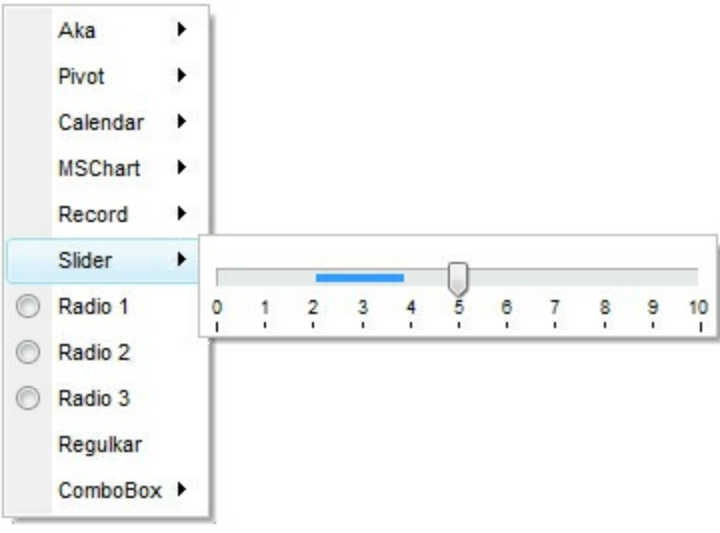 Aka
Pivot
Calendar
MSChart
Record
Slider
0 1 2 3 4 5 6 7 8 9 10
Radio 1
Radio 2
Radio 3
Regulkar
ComboBox